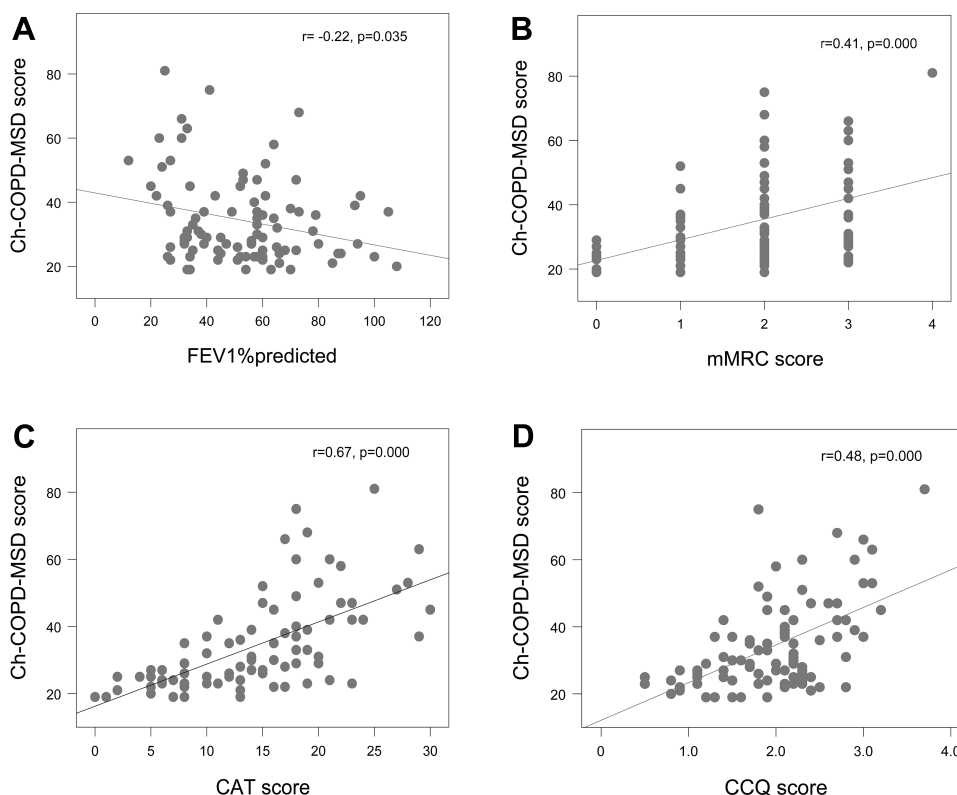 A
r= -0.22, p=0.035
Ch-COPD-MSD score
80
60
40
20
0 20 40 60 80 100 120
FEV1%predicted
B
r=0.41, p=0.000
Ch-COPD-MSD score
80
60
40
20
0 1 2 3 4
mMRC score
C
r=0.67, p=0.000
Ch-COPD-MSD score
80
60
40
20
0 5 10 15 20 25 30
CAT score
D
r=0.48, p=0.000
Ch-COPD-MSD score
80
60
40
20
0 1.0 2.0 3.0 4.0
CCQ score